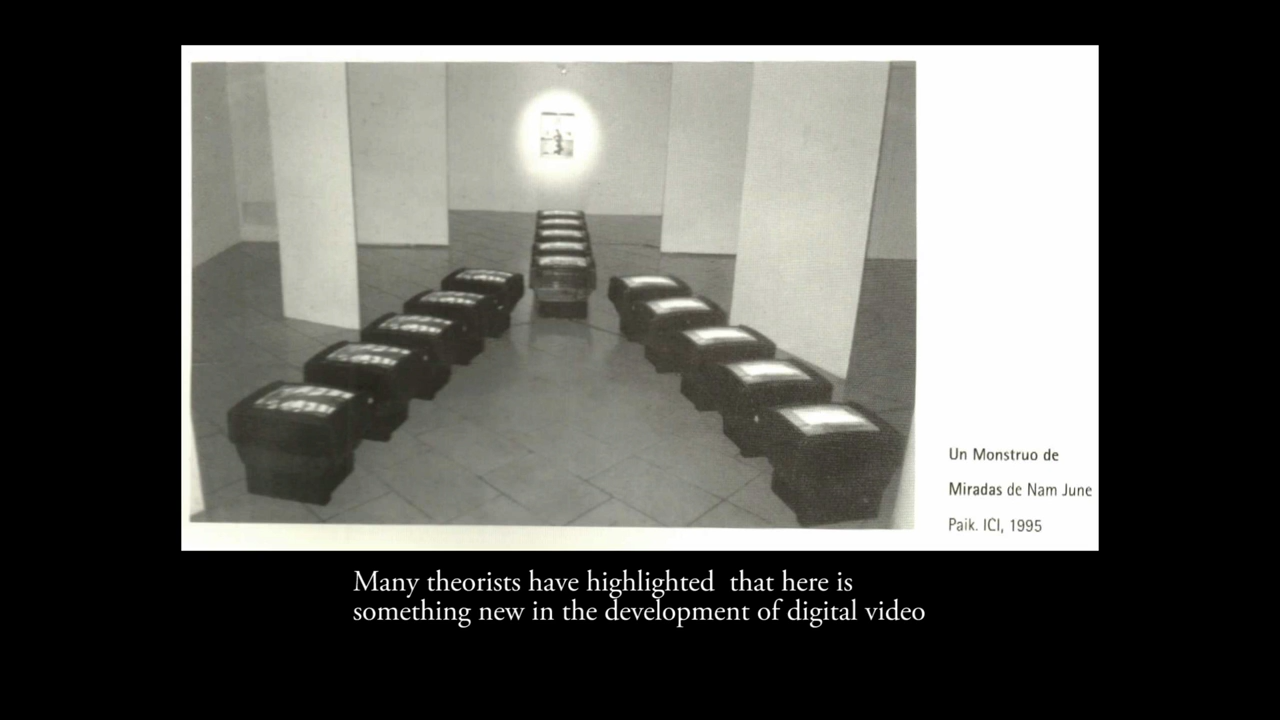 Un Monstruo de
Miradas de Nam June
Paik. ICI, 1995
Many theorists have highlighted  that here is
something new in the development of digital video